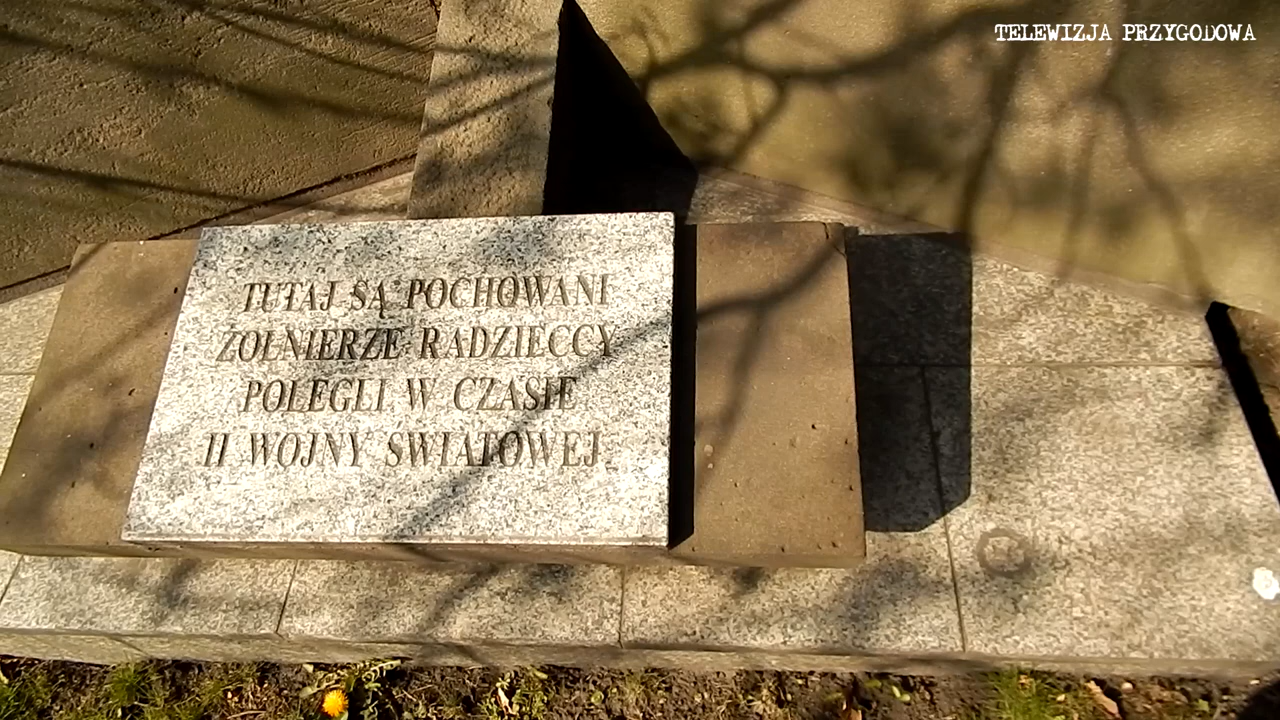 TELEWIZJA PRZYGODOWA
TUTAJ SĄ POCHOWANI
ŻOŁNIERZE RADZIECCY
POLEGLI W CZASIE
II WOJNY ŚWIATOWEJ